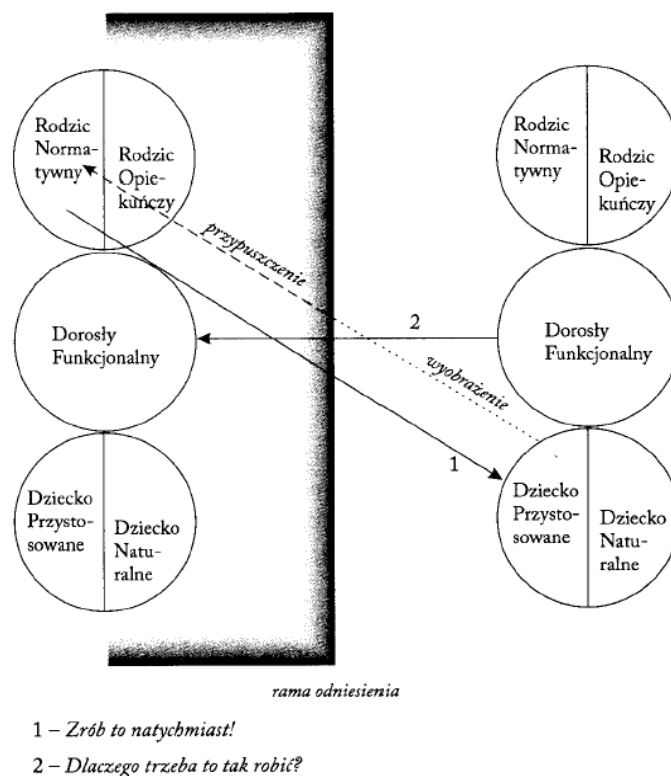 Rodzic
Norma-
tywny
Rodzic
Opie-
kuńczy
Rodzic
Norma-
tywny
Rodzic
Opie-
kuńczy
przypuszczenie
2
Dorosły
Funkcjonalny
Dorosły
Funkcjonalny
wyobrażenie
1
Dziecko
Przysto-
sowane
Dziecko
Natu-
ralne
Dziecko
Przysto-
sowane
Dziecko
Natu-
ralne
rama odniesienia
1 – Zrób to natychmiast!
2 – Dlaczego trzeba to tak robić?